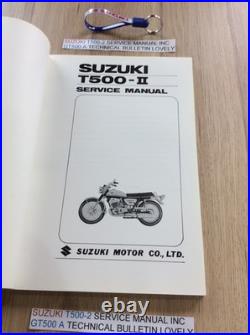 SUZUKI T500-2 SERVICE MANUAL INC
GT500 A TECHNICAL BULLETIN LOVELY
SUZUKI
T500-II
SERVICE MANUAL
SUZUKI MOTOR CO., LTD.
SUZUKI T500-2 SERVICE MANUAL INC
GT500 A TECHNICAL BULLETIN LOVELY